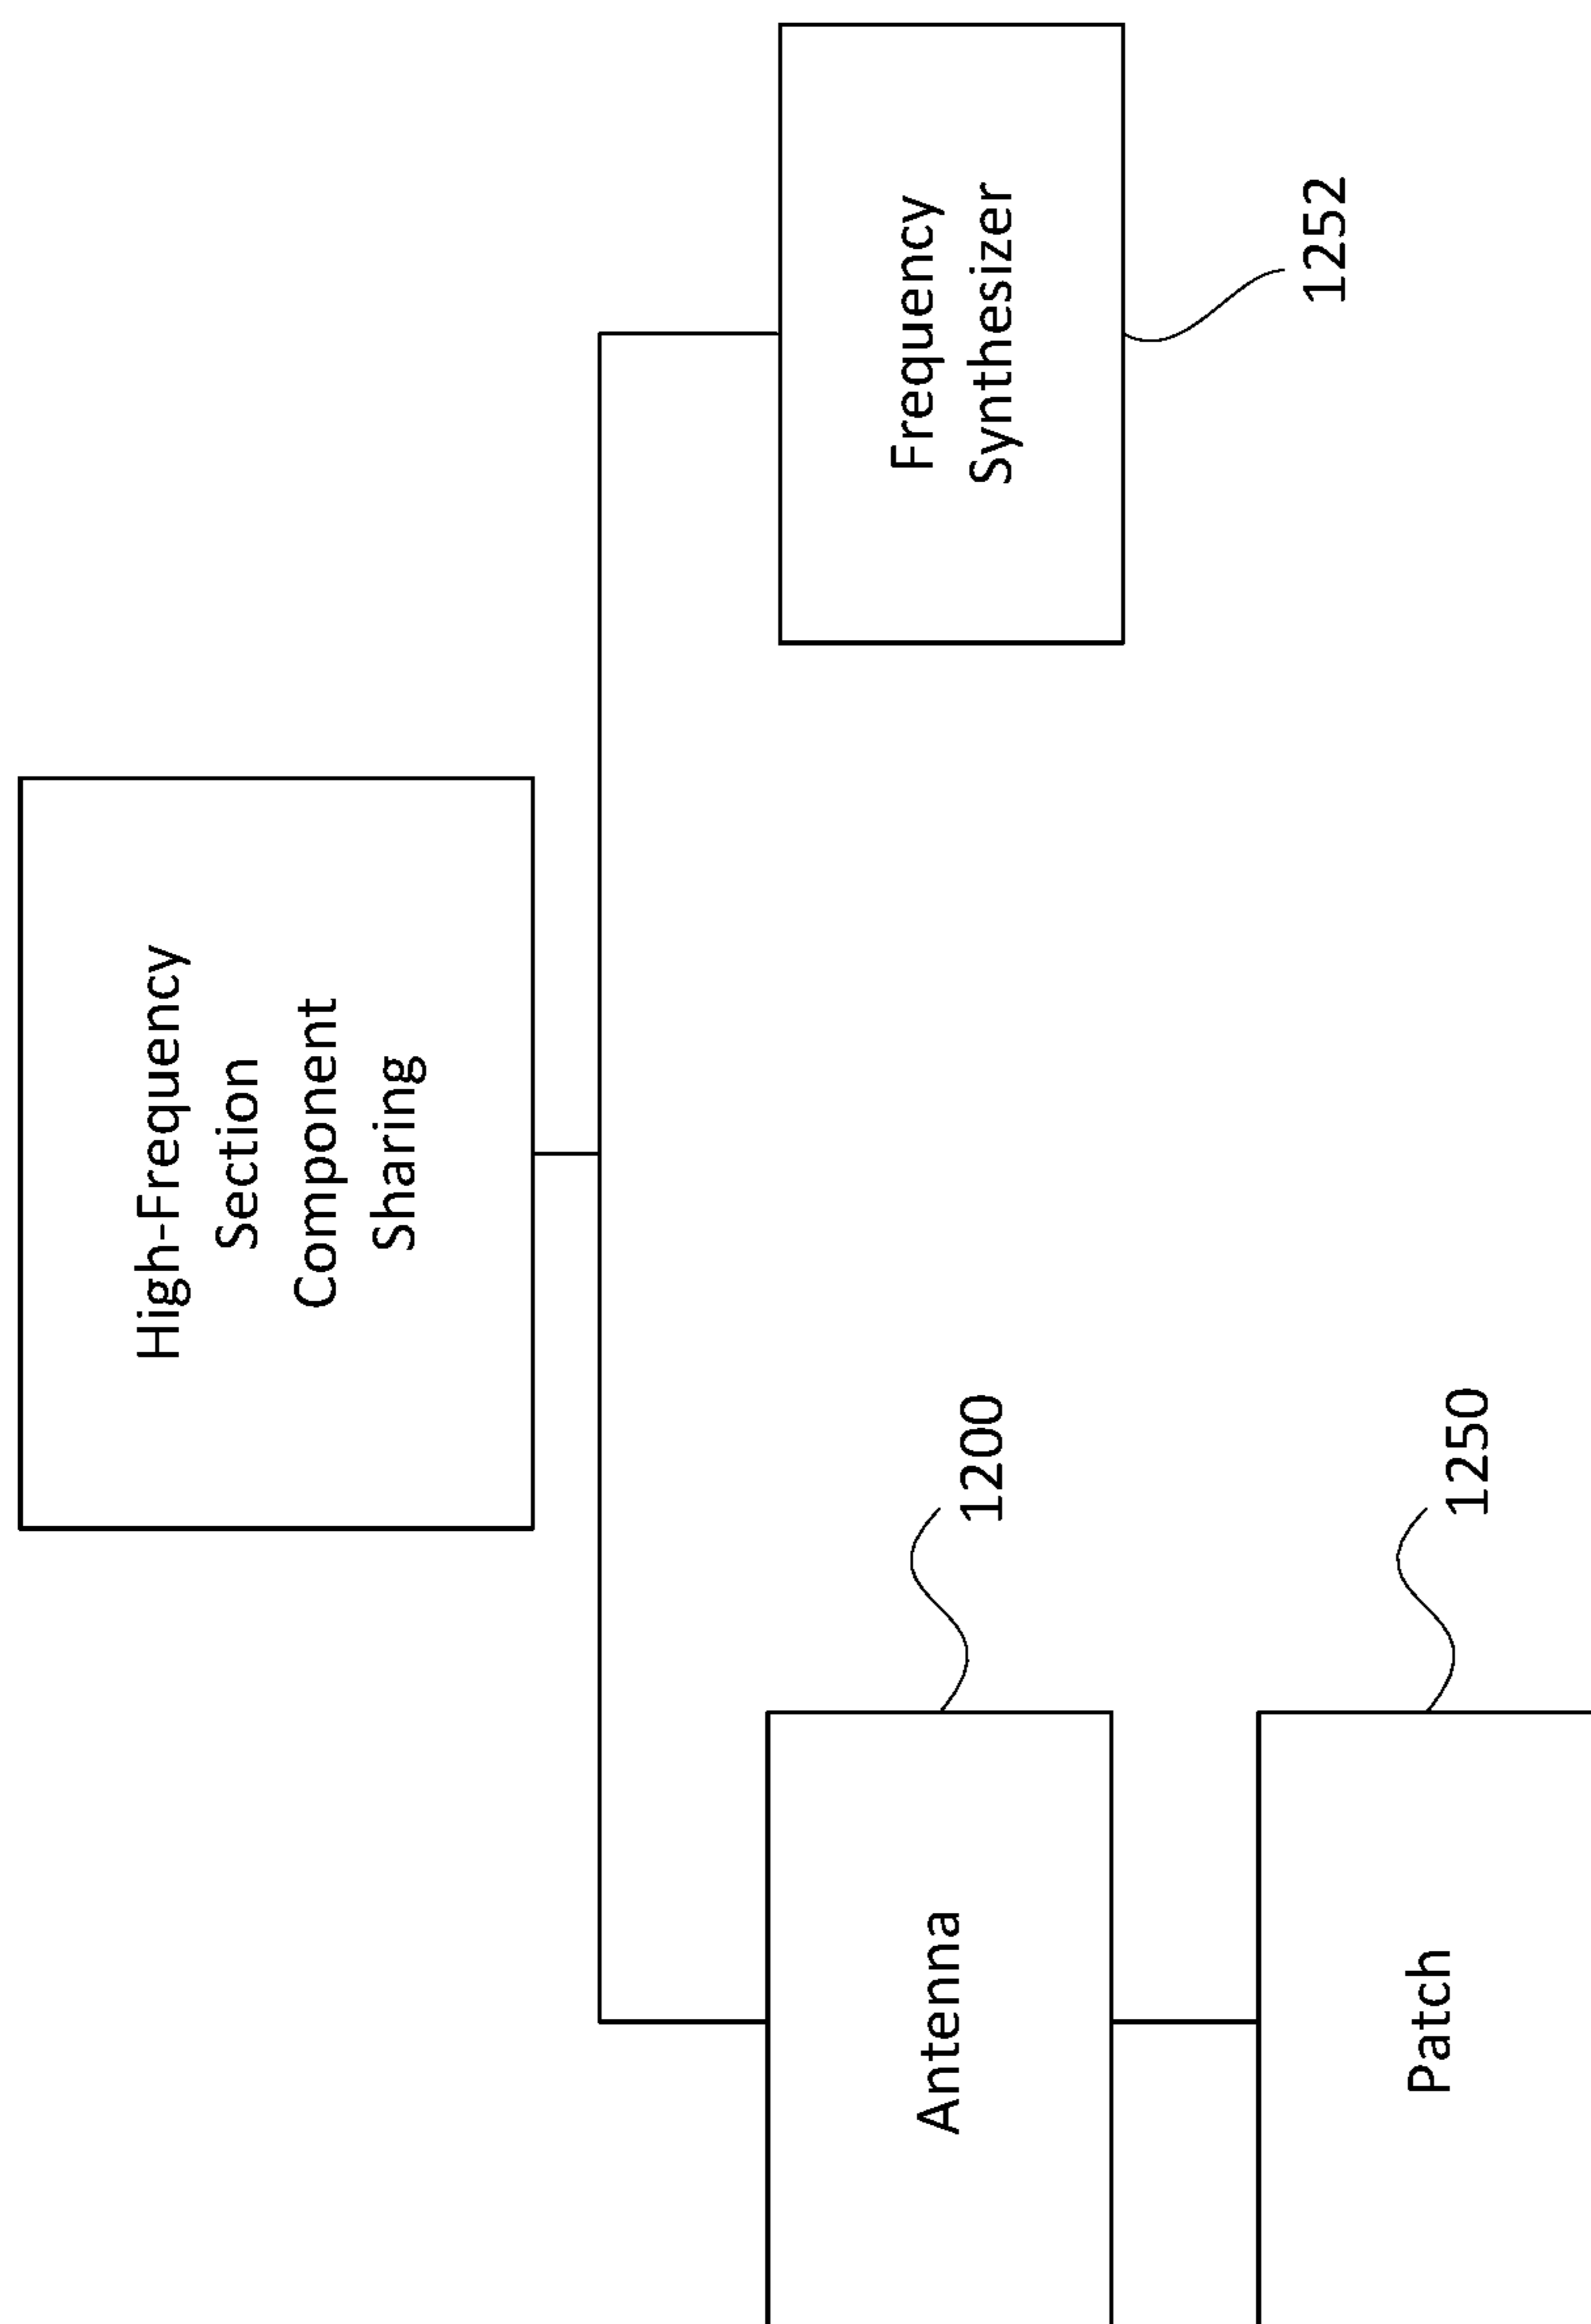 High-Frequency
Section
Component
Sharing
Antenna
1200
Frequency
Synthesizer
1252
Patch
1250